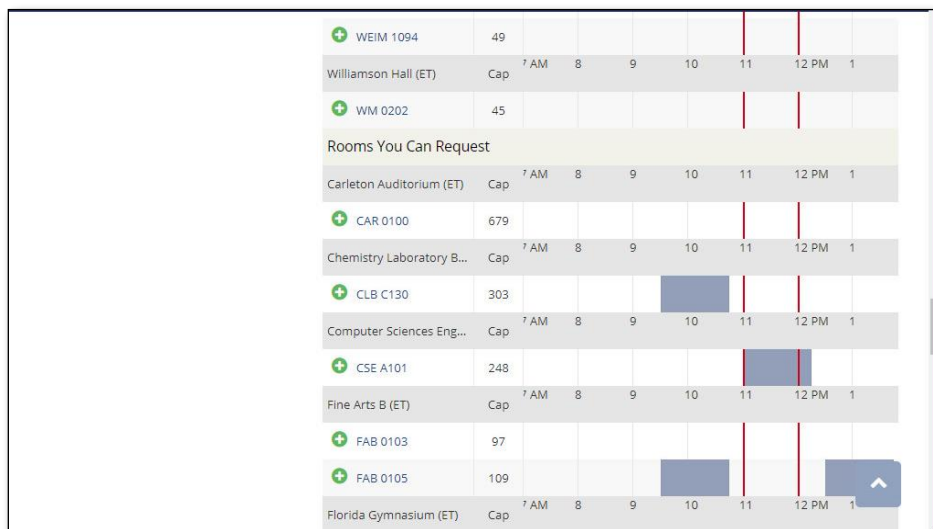 WEIM 1094 49
Williamson Hall (ET) Cap 7 AM 8 9 10 11 12 PM 1
WM 0202 45
Rooms You Can Request
Carleton Auditorium (ET) Cap 7 AM 8 9 10 11 12 PM 1
CAR 0100 679
Chemistry Laboratory B... Cap 7 AM 8 9 10 11 12 PM 1
CLB C130 303
Computer Sciences Eng... Cap 7 AM 8 9 10 11 12 PM 1
CSE A101 248
Fine Arts B (ET) Cap 7 AM 8 9 10 11 12 PM 1
FAB 0103 97
FAB 0105 109
Florida Gymnasium (ET) Cap 7 AM 8 9 10 11 12 PM 1